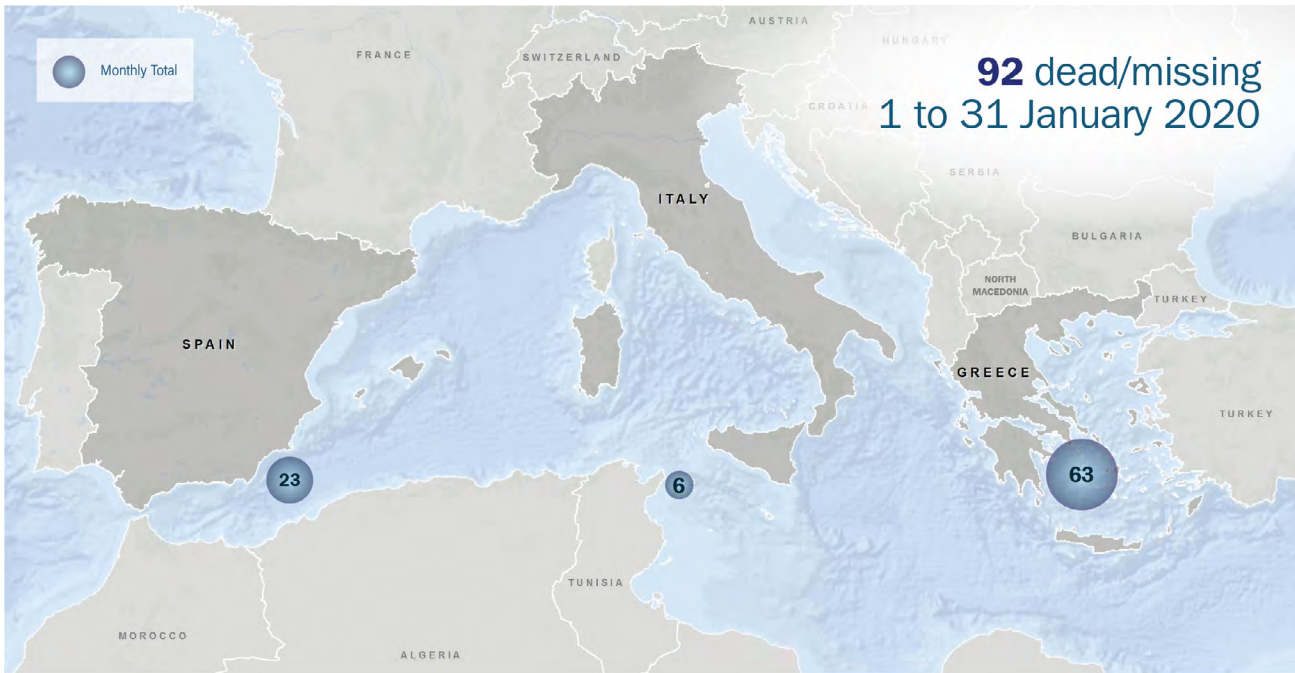 Monthly Total
92 dead/missing
1 to 31 January 2020
AUSTRIA
HUNGARY
FRANCE
SWITZERLAND
CROATIA
SERBIA
ITALY
BULGARIA
NORTH
MACEDONIA
TURKEY
SPAIN
GREECE
TURKEY
23
6
63
TUNISIA
MOROCCO
ALGERIA